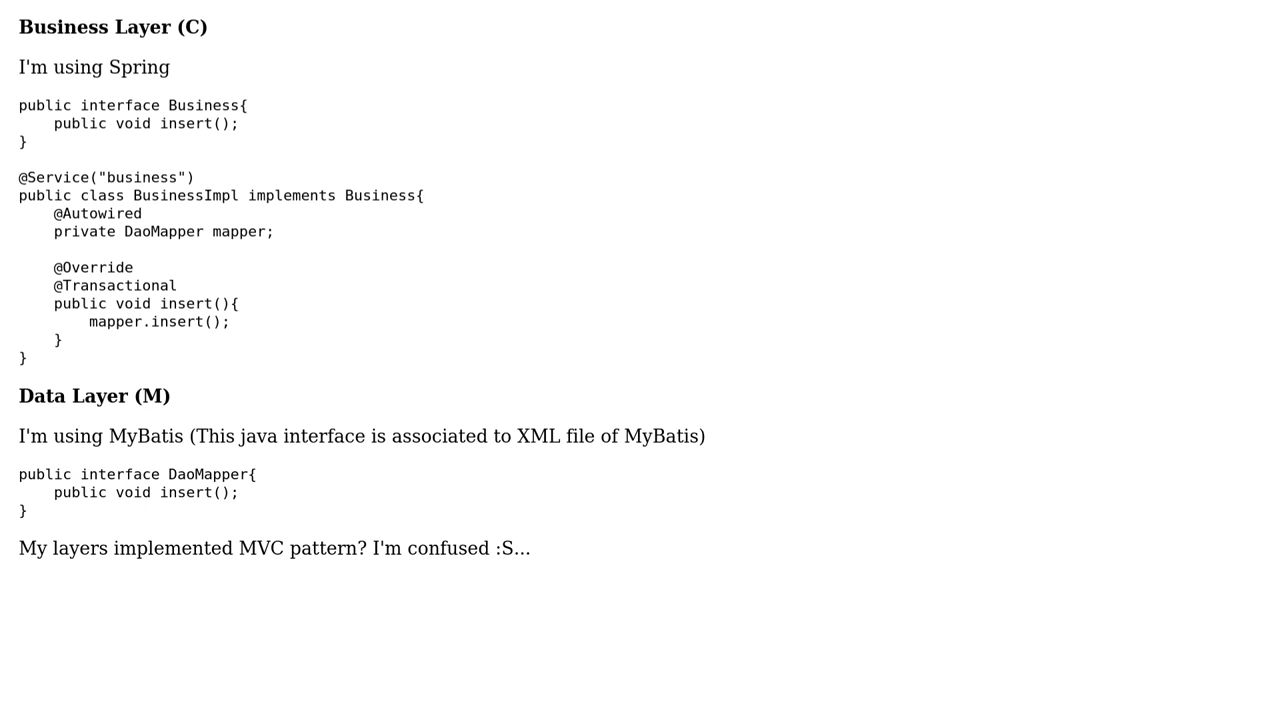 Business Layer (C)
I'm using Spring
public interface Business{
    public void insert();
}
@Service("business")
public class BusinessImpl implements Business{
    @Autowired
    private DaoMapper mapper;
    @Override
    @Transactional
    public void insert(){
        mapper.insert();
    }
}
Data Layer (M)
I'm using MyBatis (This java interface is associated to XML file of MyBatis)
public interface DaoMapper{
    public void insert();
}
My layers implemented MVC pattern? I'm confused :S...